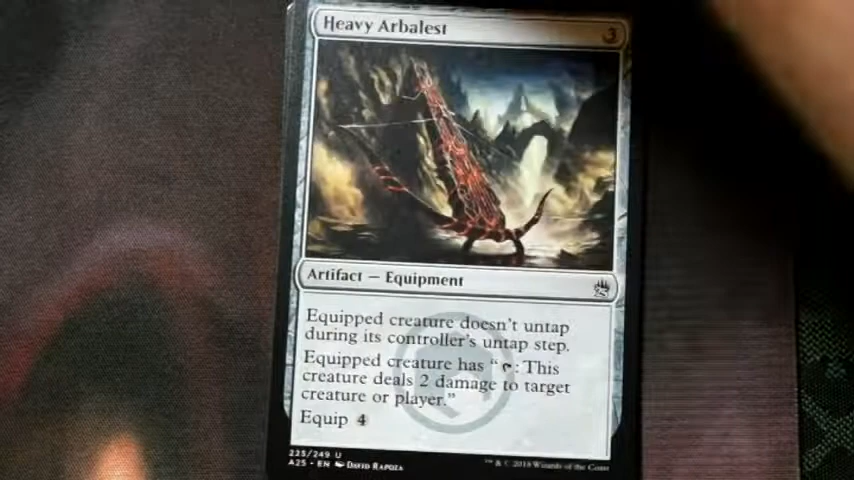 Heavy Arbalest 3
Artifact — Equipment
Equipped creature doesn't untap
during its controller's untap step.
Equipped creature has “: This
creature deals 2 damage to target
creature or player.”
Equip 4
225/249 U
A25 · EN David Rapoza
™ & © 2018 Wizards of the Coast